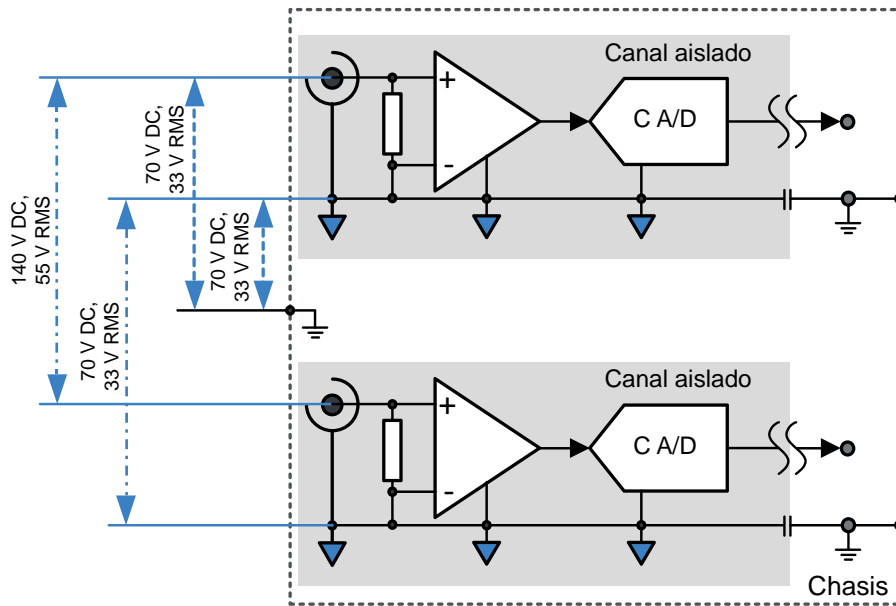 Canal aislado
+
-
C A/D
70 V DC,
33 V RMS
70 V DC,
33 V RMS
140 V DC,
55 V RMS
70 V DC,
33 V RMS
Canal aislado
+
-
C A/D
Chasis